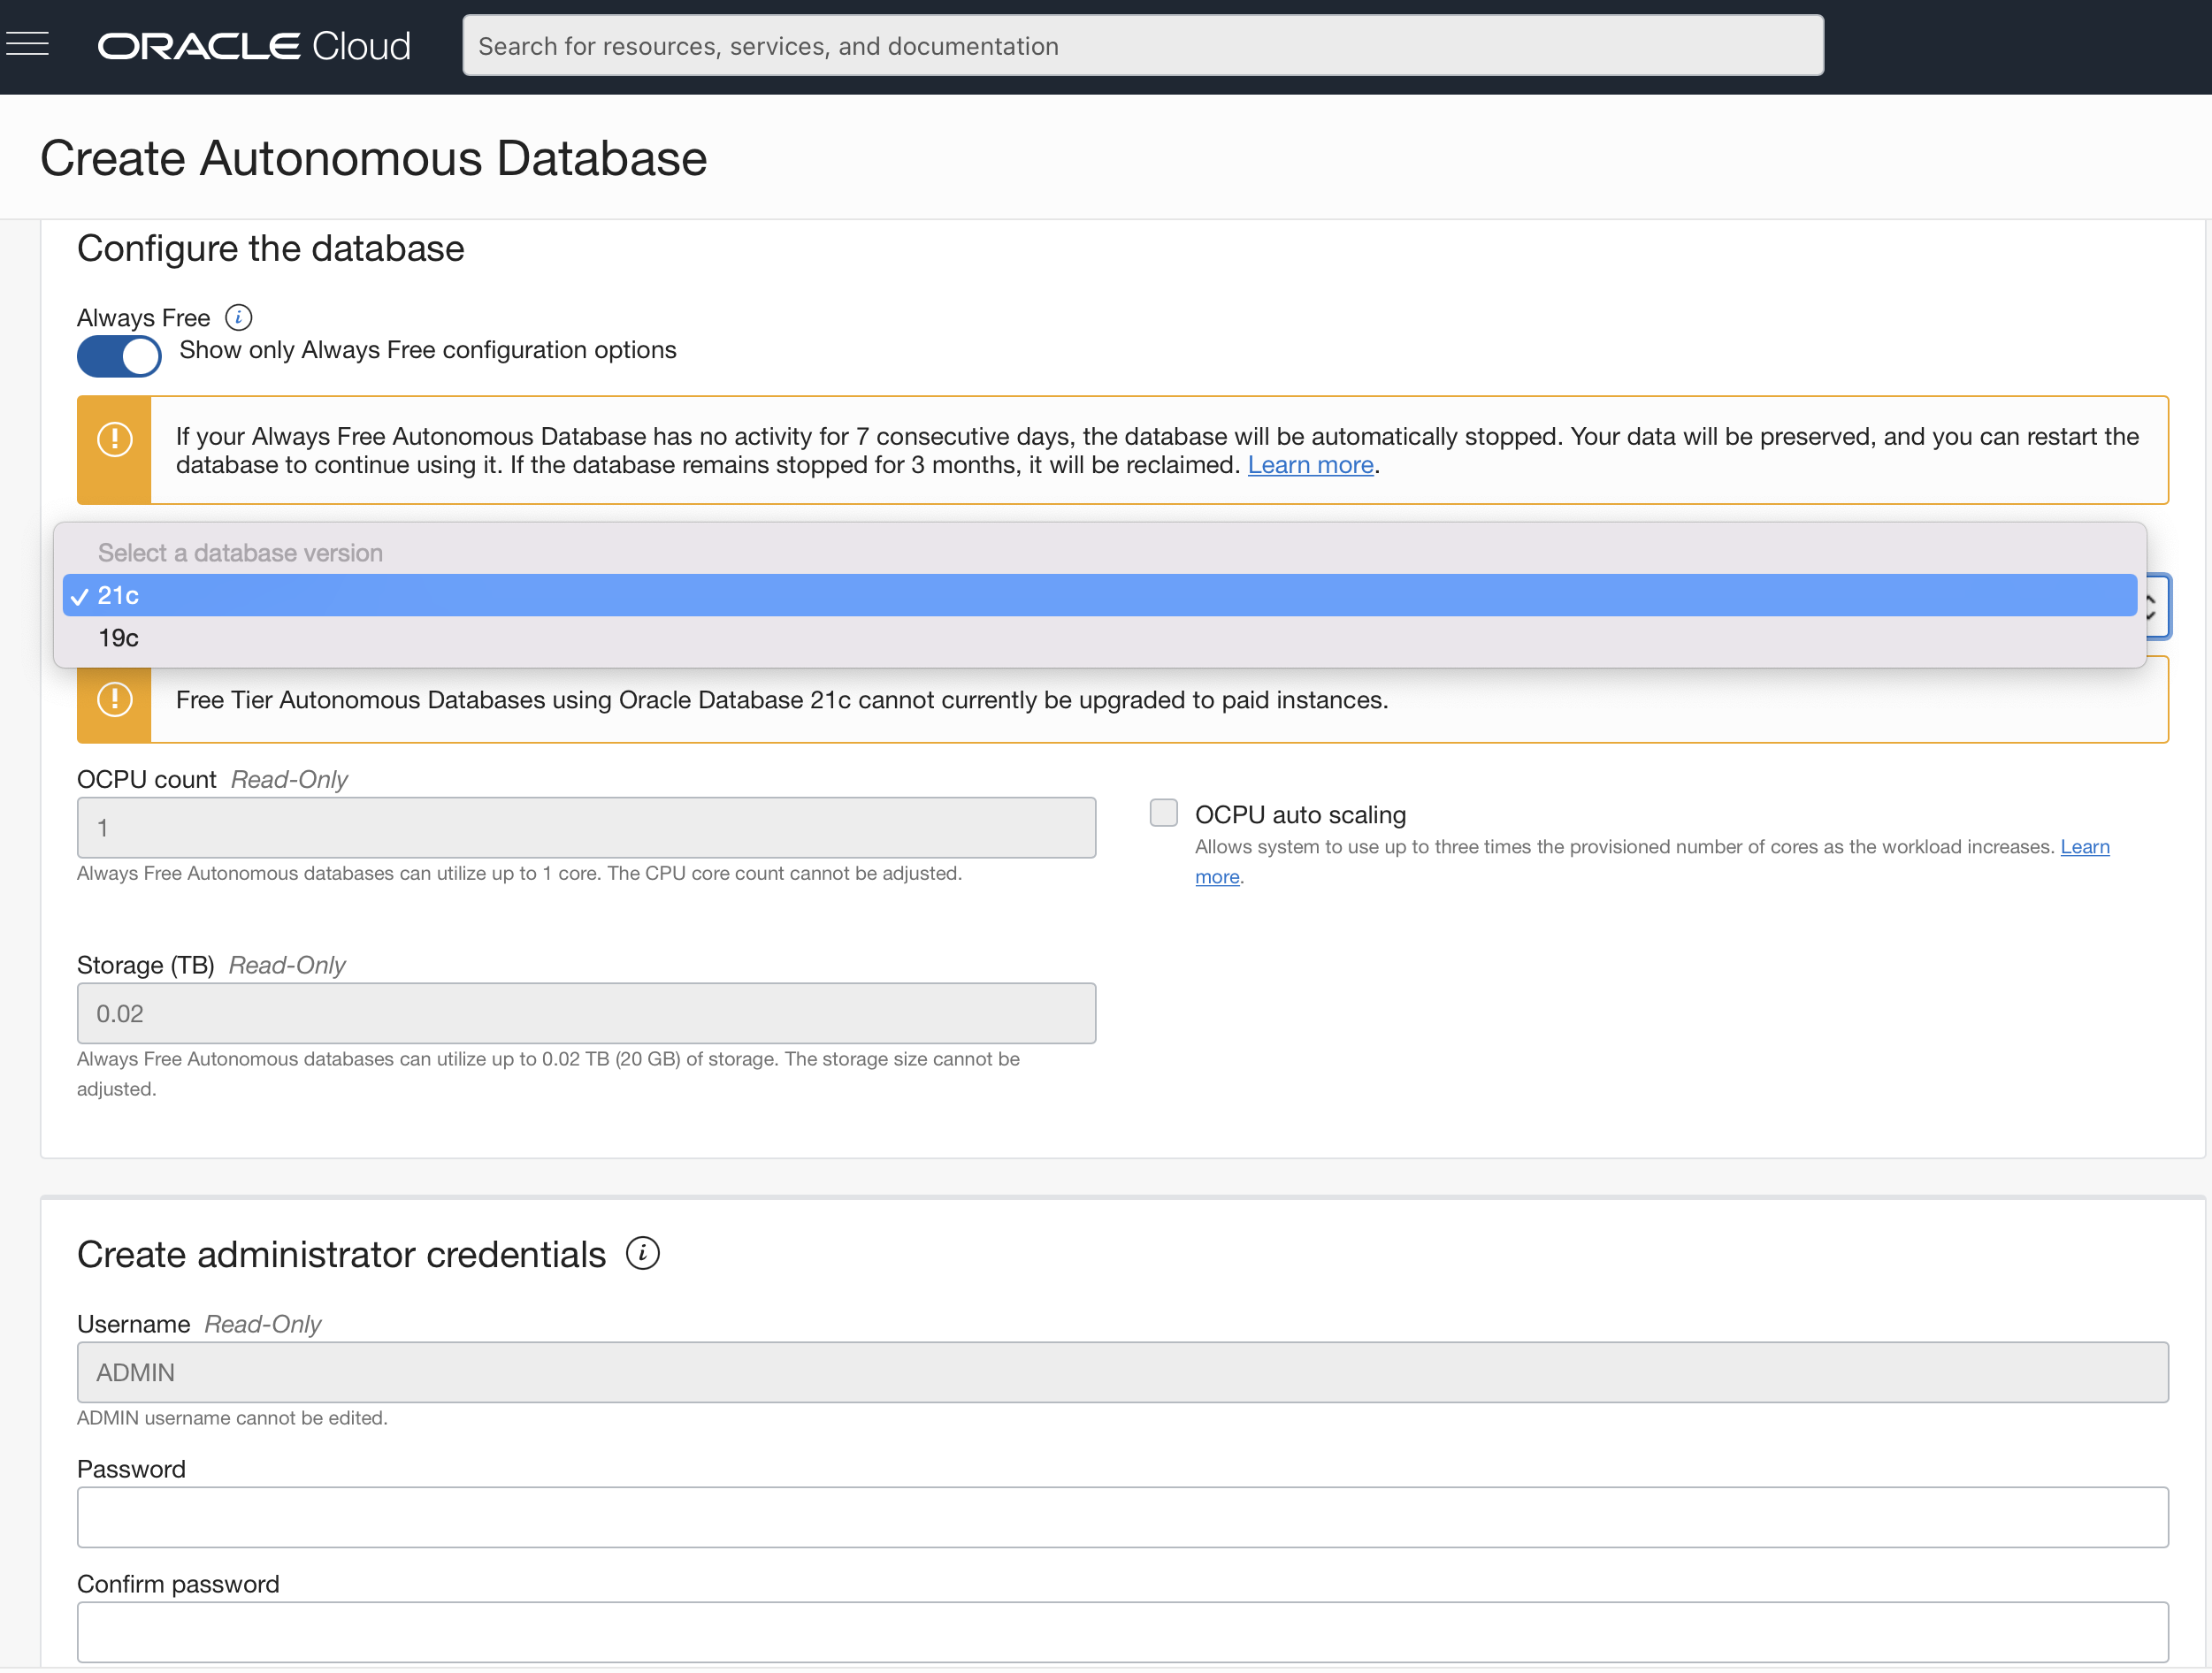 ORACLE Cloud
Search for resources, services, and documentation
Create Autonomous Database
Configure the database
Always Free
Show only Always Free configuration options
If your Always Free Autonomous Database has no activity for 7 consecutive days, the database will be automatically stopped. Your data will be preserved, and you can restart the
database to continue using it. If the database remains stopped for 3 months, it will be reclaimed. Learn more.
Select a database version
21c
19c
Free Tier Autonomous Databases using Oracle Database 21c cannot currently be upgraded to paid instances.
OCPU count Read-Only
1
Always Free Autonomous databases can utilize up to 1 core. The CPU core count cannot be adjusted.
OCPU auto scaling
Allows system to use up to three times the provisioned number of cores as the workload increases. Learn
more.
Storage (TB) Read-Only
0.02
Always Free Autonomous databases can utilize up to 0.02 TB (20 GB) of storage. The storage size cannot be
adjusted.
Create administrator credentials
Username Read-Only
ADMIN
ADMIN username cannot be edited.
Password
Confirm password